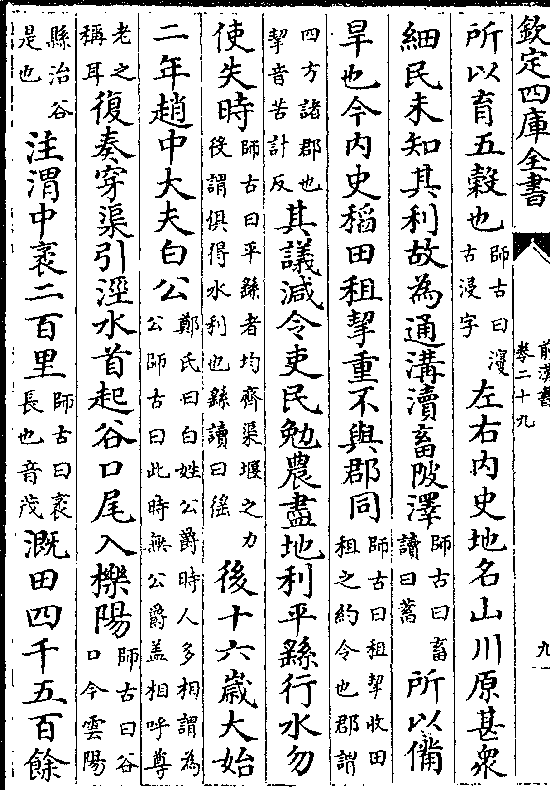 欽定四庫全書
前漢書
卷二十九
九
所以育五穀也師古曰寖古浸字左右内史地名山川原甚衆
細民未知其利故為通溝瀆畜陂澤師古曰畜讀曰蓄所以備
旱也今内史稻田租挈重不與郡同師古曰租挈收田租之約令也郡謂
四方諸郡也挈音苦計反其議減令吏民勉農盡地利平繇行水勿
使失時師古曰平繇者均齊渠堰之力役謂俱得水利也繇讀曰徭後十六歲大始
二年趙中大夫白公鄭氏曰白姓公爵時人多相謂為公師古曰此時無公爵盖相呼尊
老之稱耳復奏穿渠引涇水首起谷口尾入櫟陽師古曰谷口今雲陽
縣治谷是也注渭中袤二百里師古曰袤長也音茂溉田四千五百餘